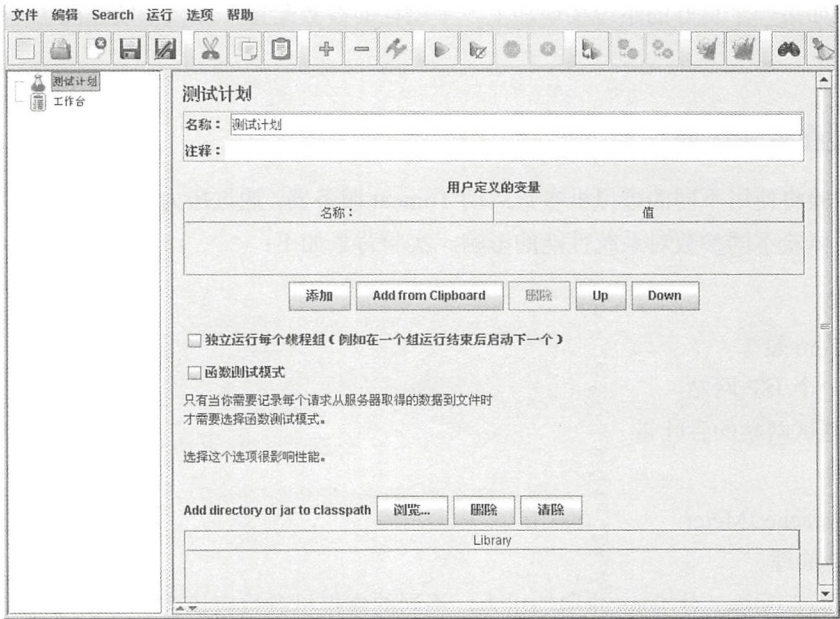 文件 编辑 Search 运行 选项 帮助
测试计划
工作台
测试计划
名称： 测试计划
注释：
用户定义的变量
名称： 值
添加 Add from Clipboard 删除 Up Down
独立运行每个线程组（例如在一个组运行结束后启动下一个）
函数测试模式
只有当你需要记录每个请求从服务器取得的数据到文件时
才需要选择函数测试模式。
选择这个选项很影响性能。
Add directory or jar to classpath 浏览... 删除 清除
Library